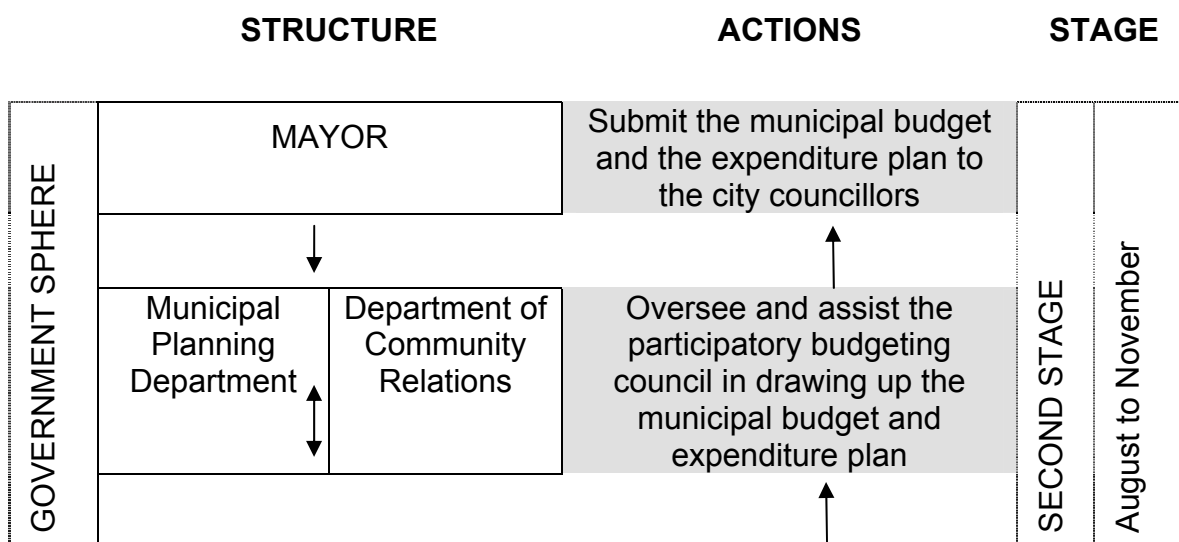 STRUCTURE ACTIONS STAGE
GOVERNMENT SPHERE
MAYOR
Submit the municipal budget
and the expenditure plan to
the city councillors
Municipal
Planning
Department
Department of
Community
Relations
Oversee and assist the
participatory budgeting
council in drawing up the
municipal budget and
expenditure plan
SECOND STAGE
August to November